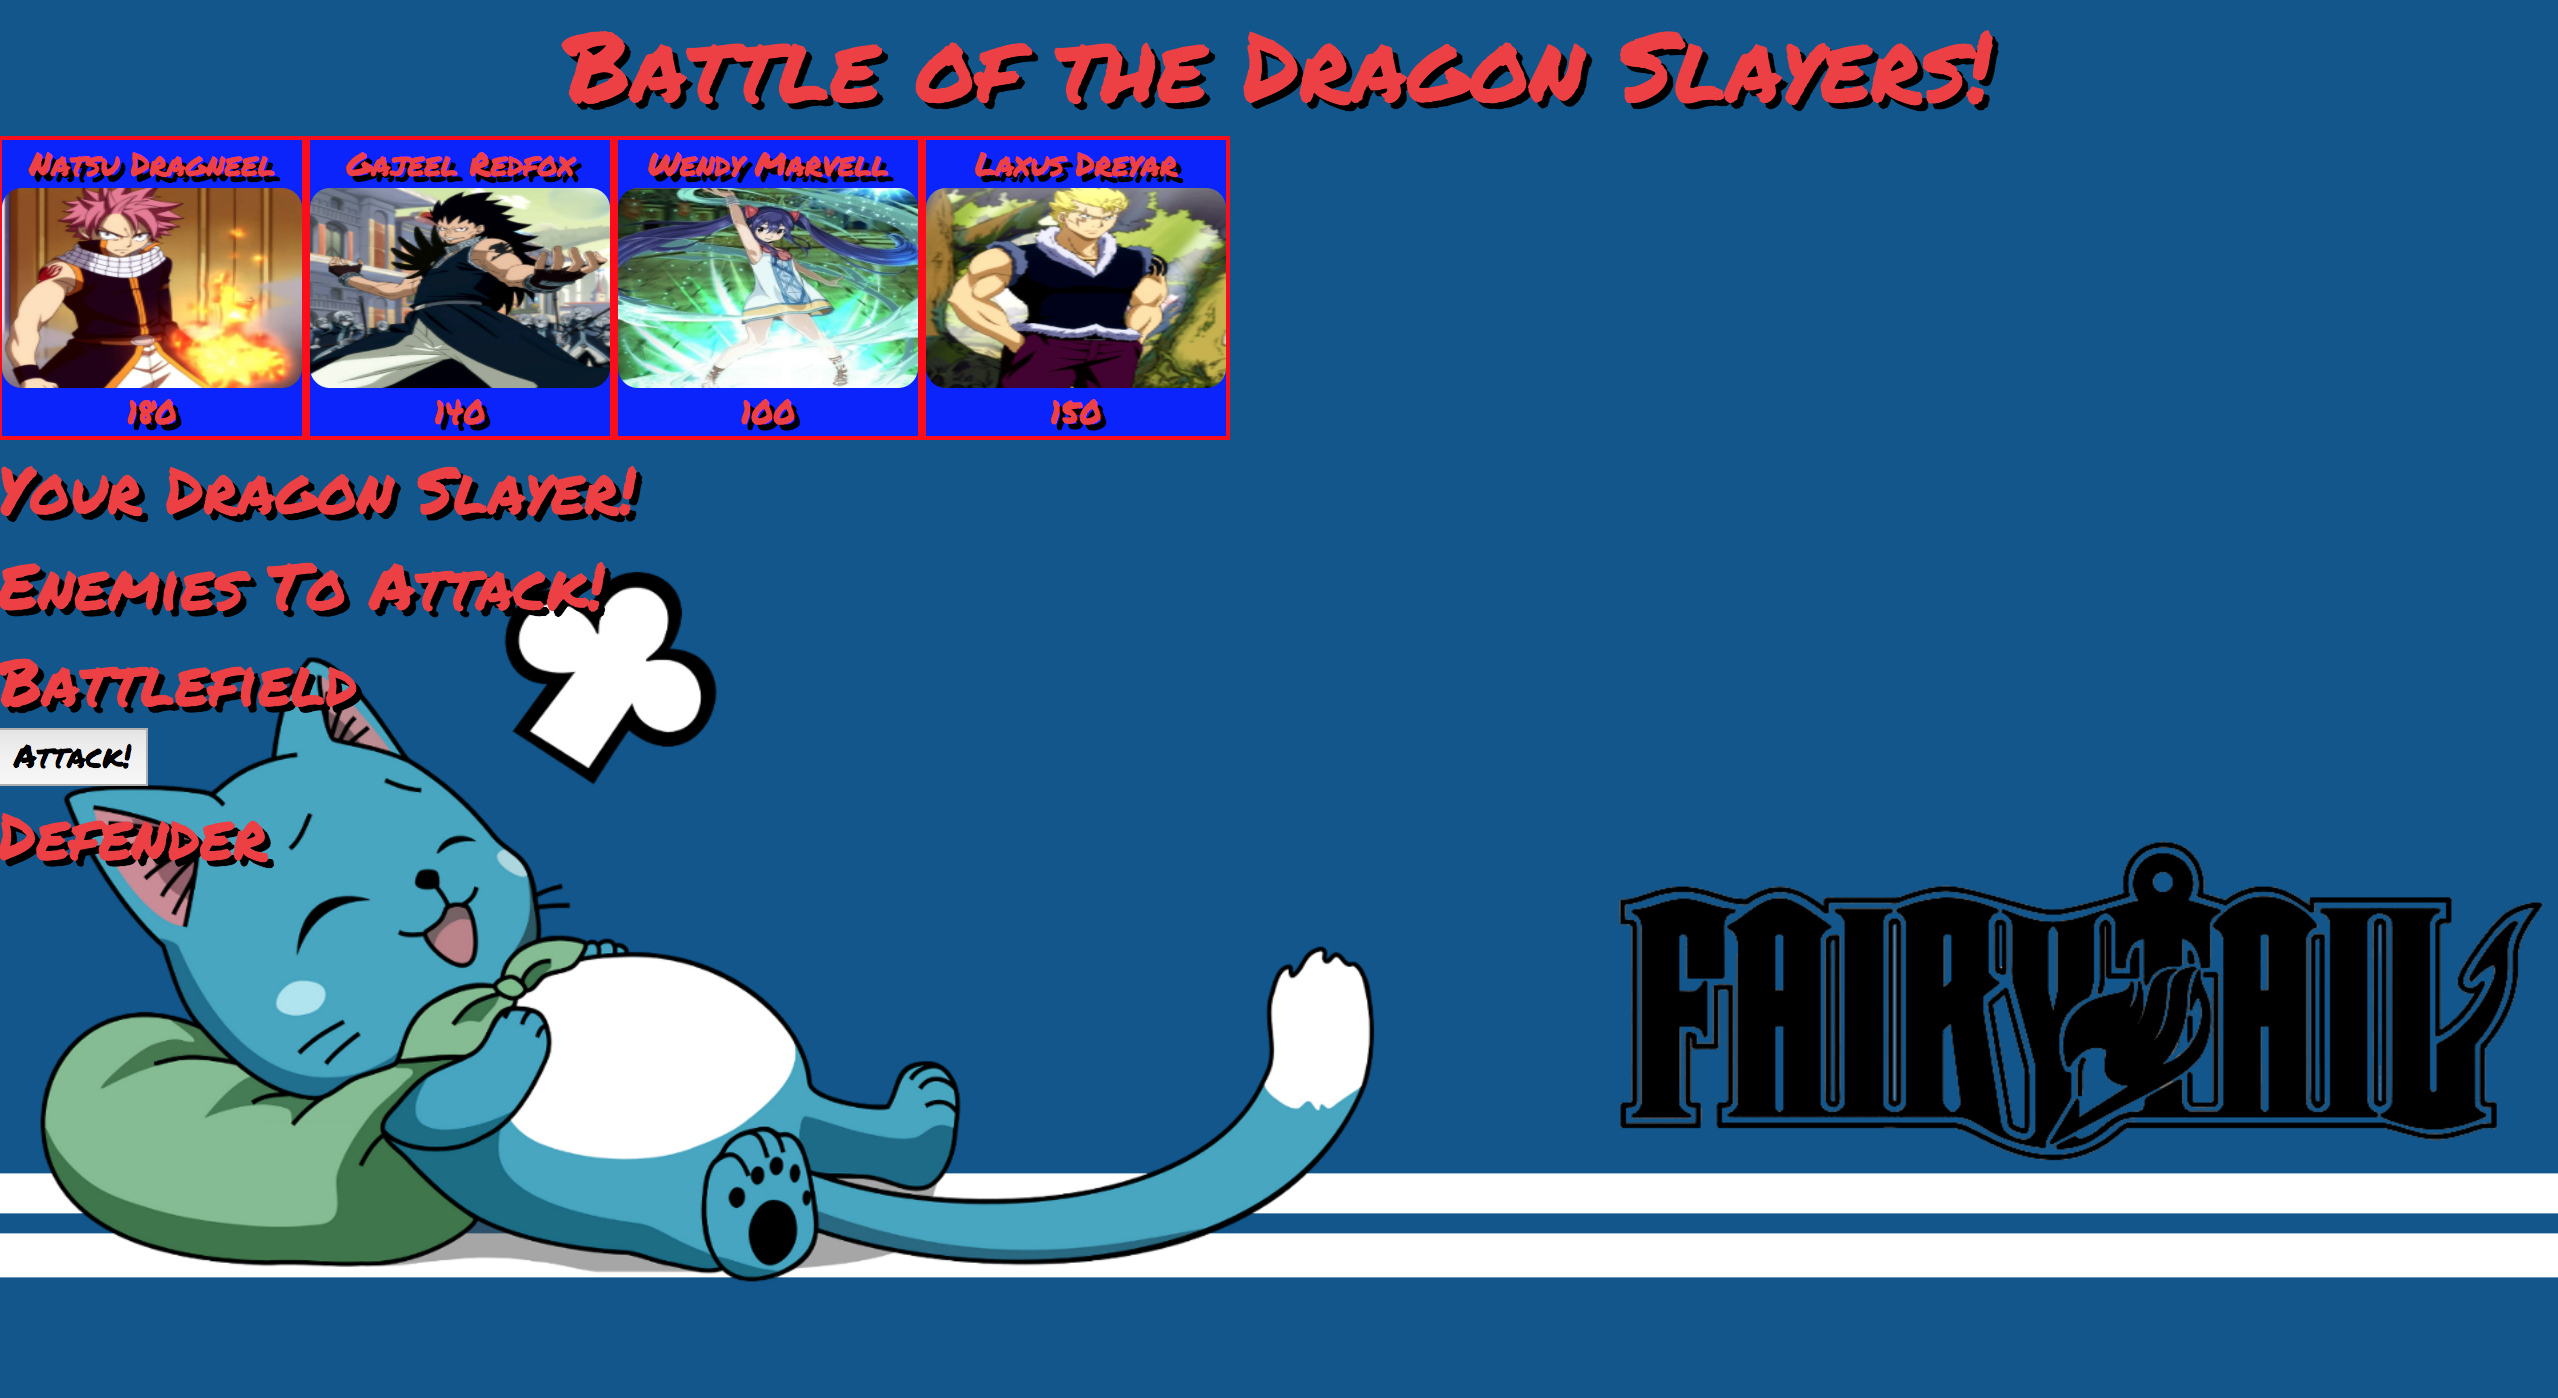 Battle of the Dragon Slayers!
Natsu Dragneel
Gajeel Redfox
Wendy Marvell
Laxus Dreyar
180
140
100
150
Your Dragon Slayer!
Enemies To Attack!
Battlefield
Attack!
Defender
FAIRY TAIL